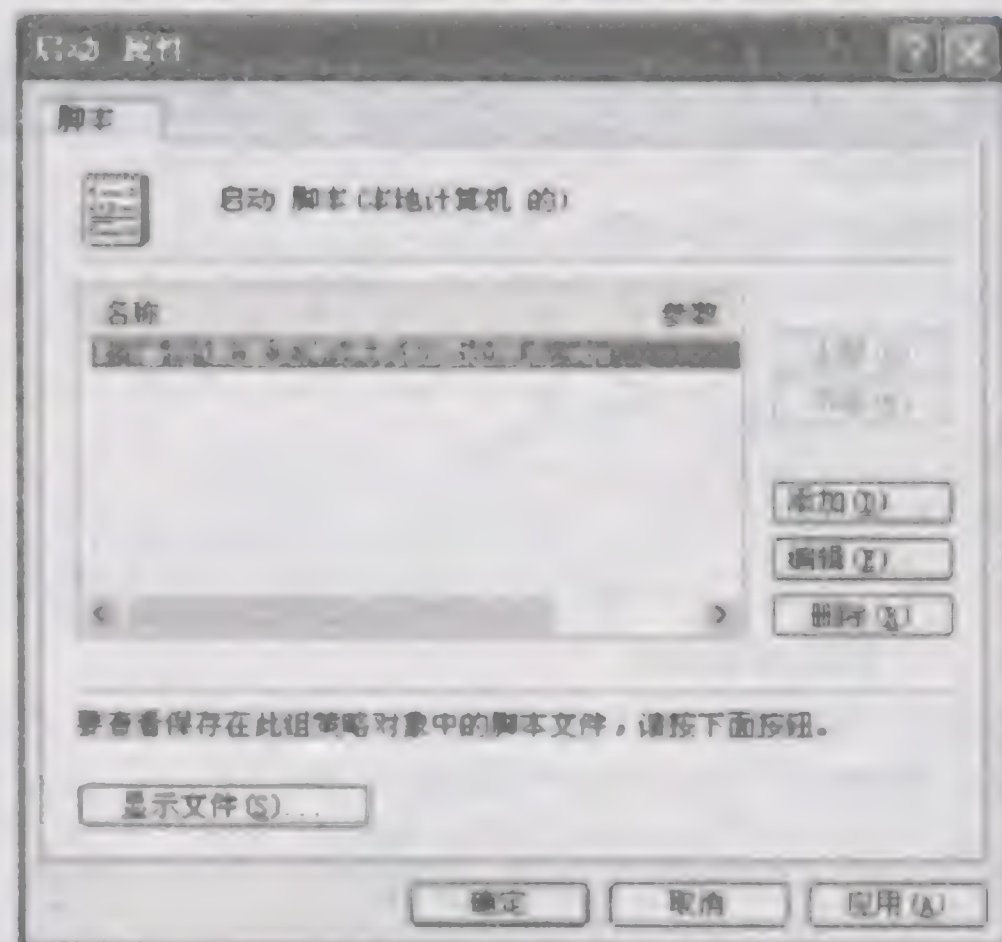 启动 属性
脚本
启动 脚本(本地计算机 的)
名称 参数
添加(D)
编辑(E)
删除(R)
要查看保存在此组策略对象中的脚本文件，请按下面按钮。
显示文件(S)...
确定 取消 应用(A)